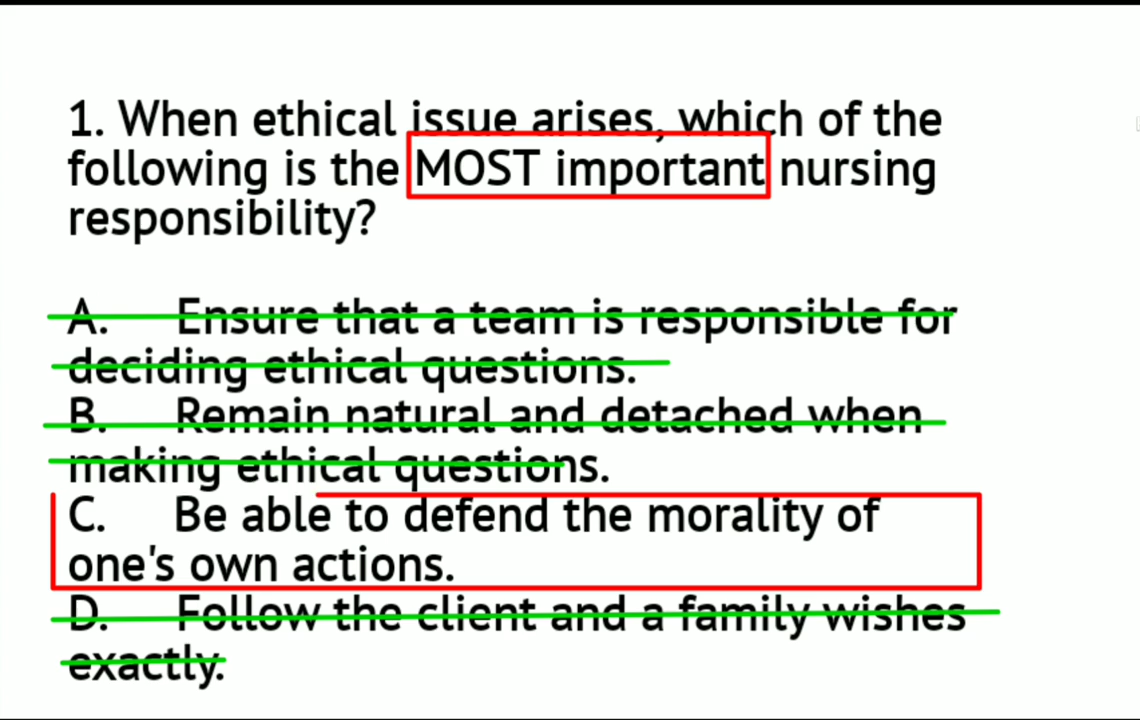 1. When ethical issue arises, which of the
following is the MOST important nursing
responsibility?
A. Ensure that a team is responsible for
deciding ethical questions.
B. Remain natural and detached when
making ethical questions.
C. Be able to defend the morality of
one's own actions.
D. Follow the client and a family wishes
exactly.